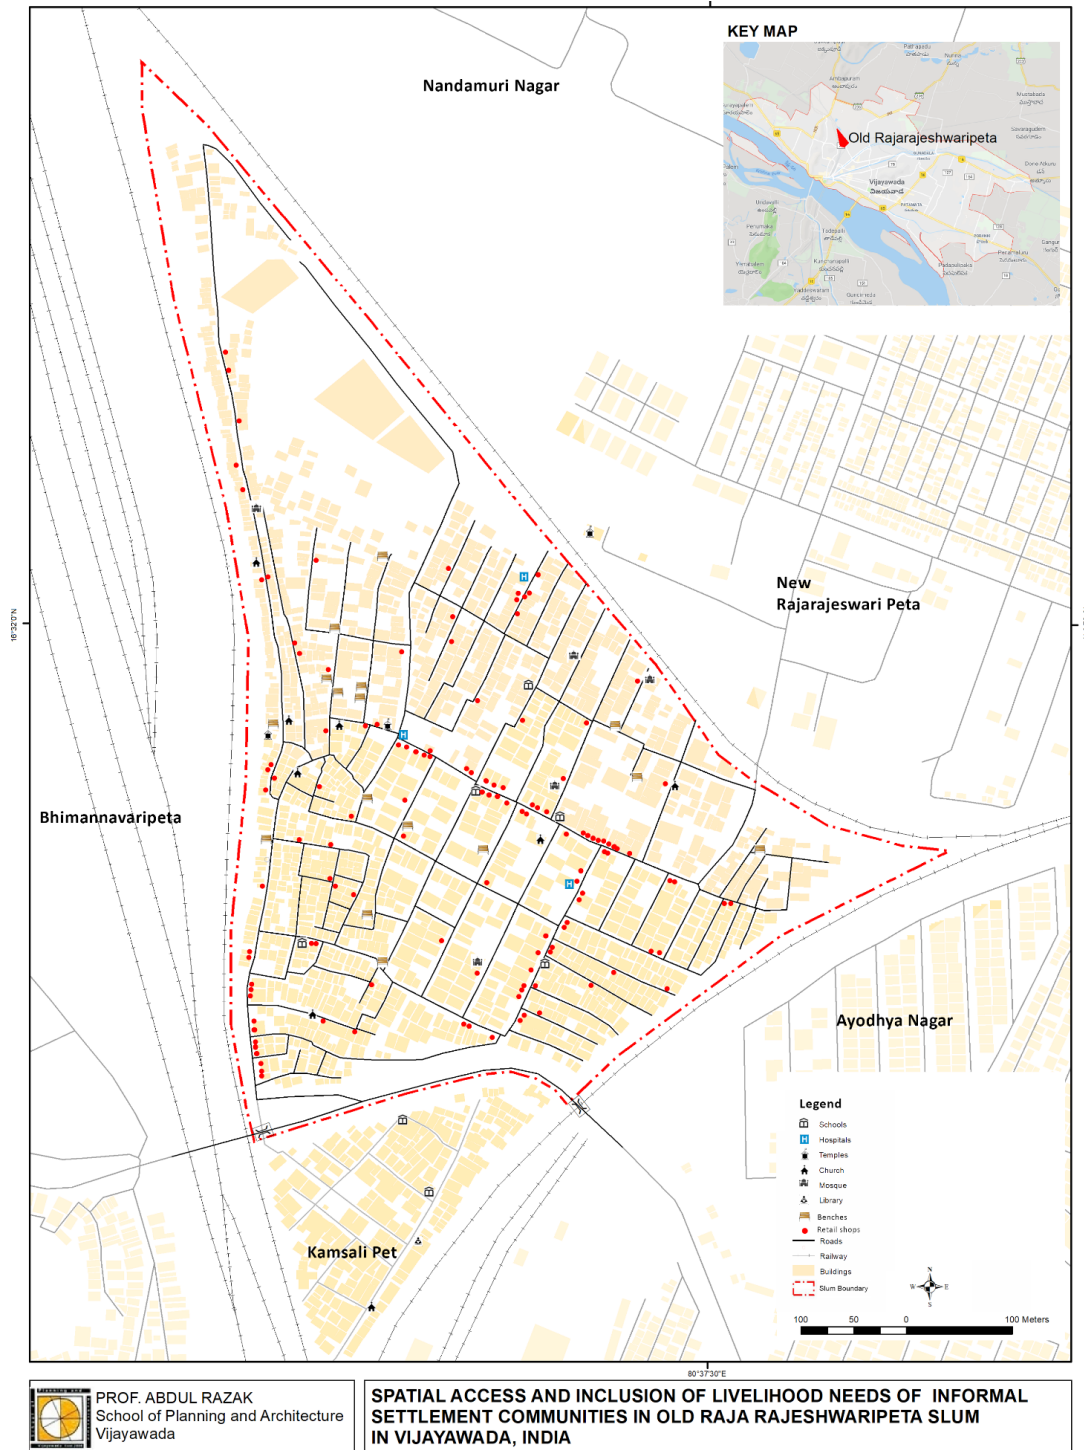 KEY MAP
Nandamuri Nagar
Old Rajarajeshwaripeta
Vijayawada
New
Rajarajeswari Peta
16°32'0"N
Bhimannavaripeta
Ayodhya Nagar
Kamsali Pet
Legend
Schools
H Hospitals
Temples
Church
Mosque
Library
Benches
Retail shops
Roads
Railway
Buildings
Slum Boundary
N
W E
S
100 50 0 100 Meters
80°37'30"E
PROF. ABDUL RAZAK
School of Planning and Architecture
Vijayawada
SPATIAL ACCESS AND INCLUSION OF LIVELIHOOD NEEDS OF INFORMAL
SETTLEMENT COMMUNITIES IN OLD RAJA RAJESHWARIPETA SLUM
IN VIJAYAWADA, INDIA